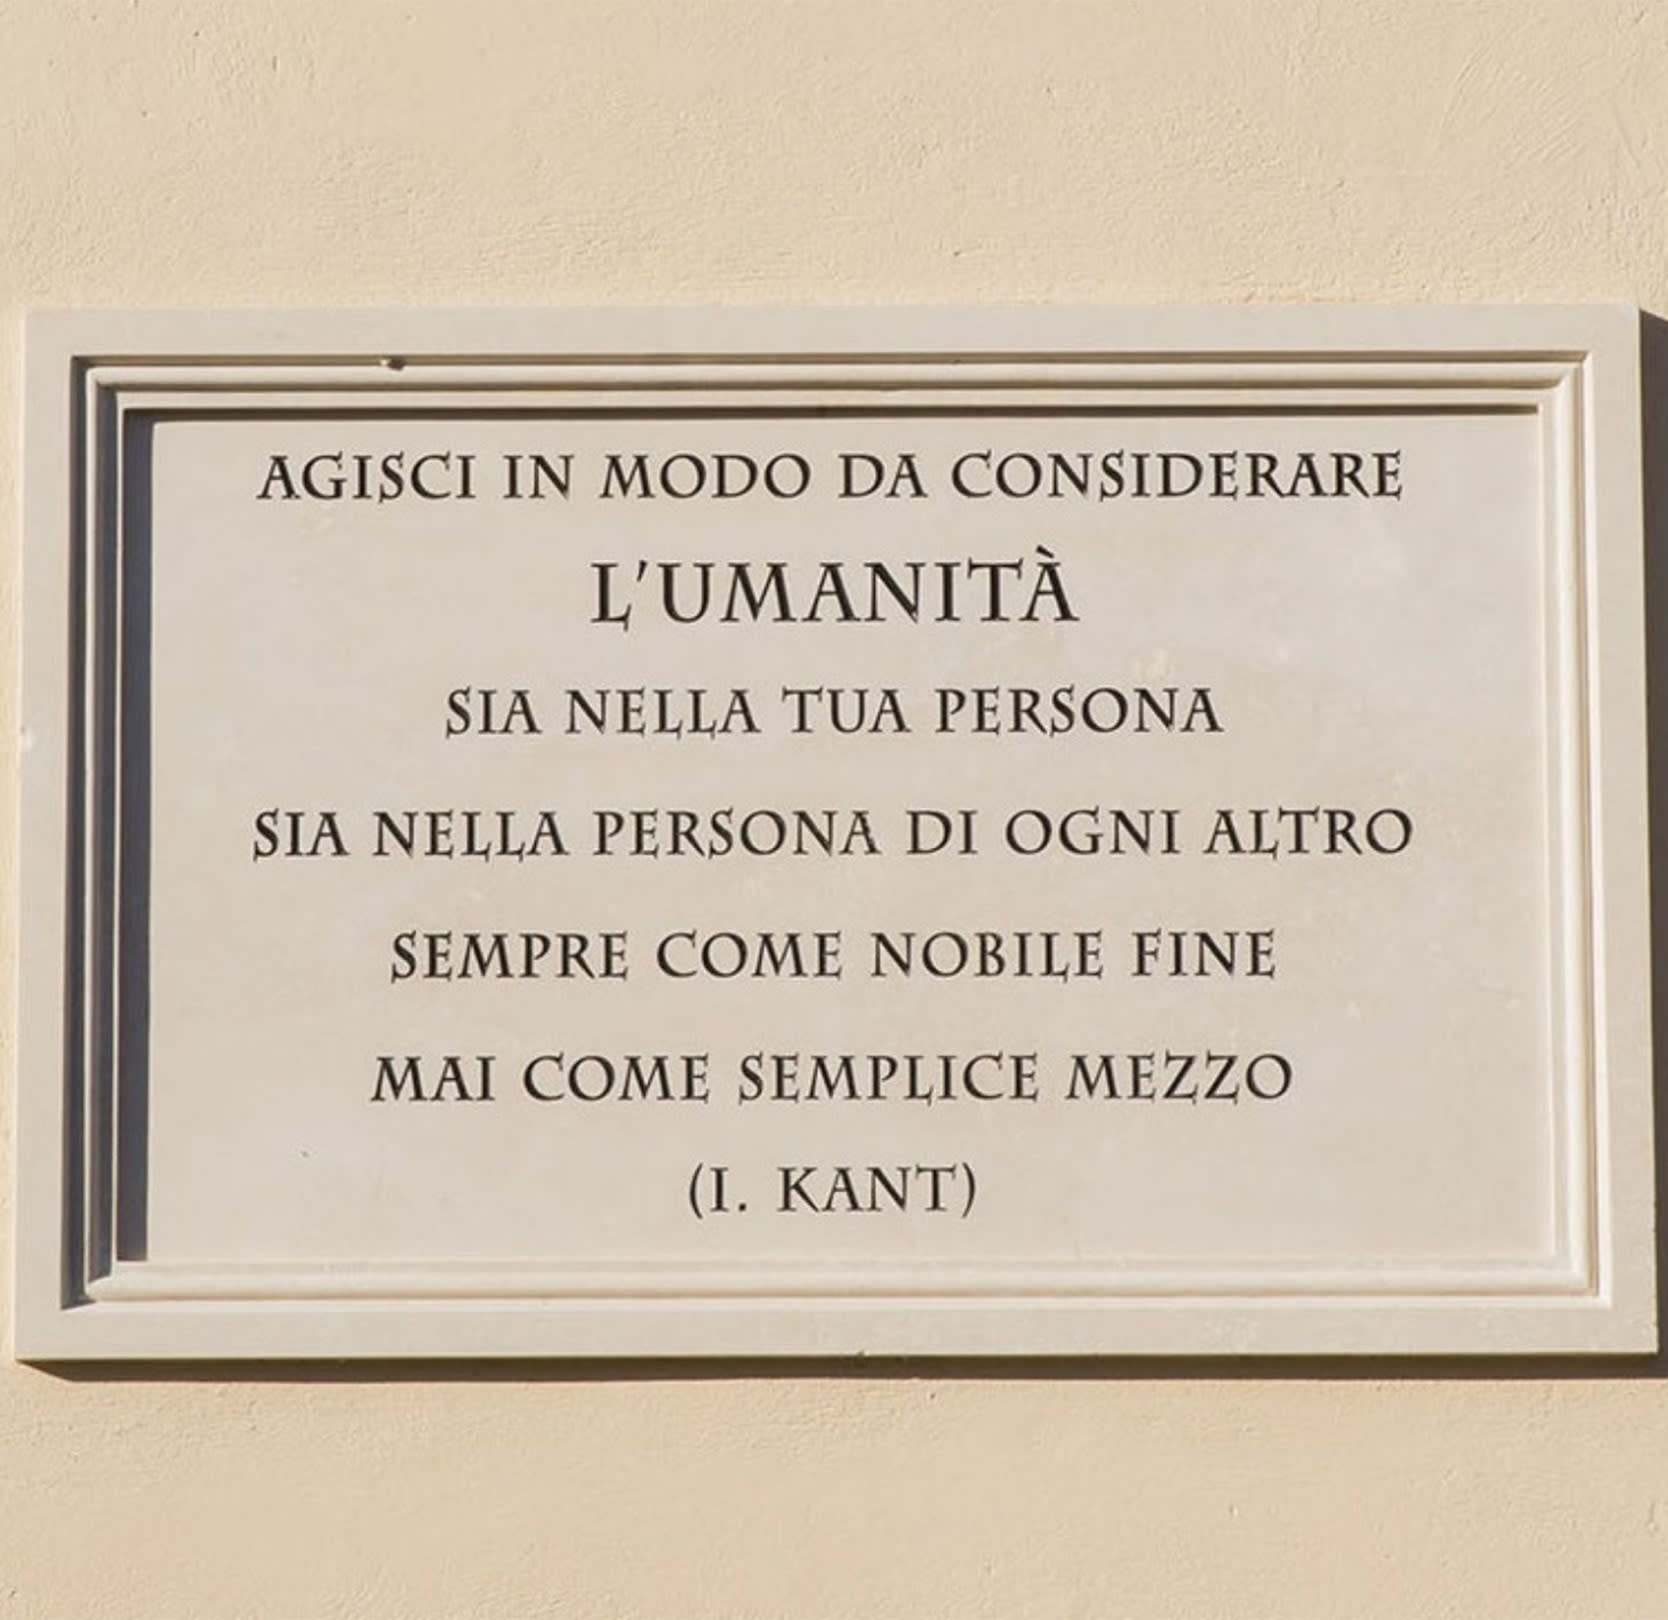 AGISCI IN MODO DA CONSIDERARE
L'UMANITÀ
SIA NELLA TUA PERSONA
SIA NELLA PERSONA DI OGNI ALTRO
SEMPRE COME NOBILE FINE
MAI COME SEMPLICE MEZZO
(I. KANT)